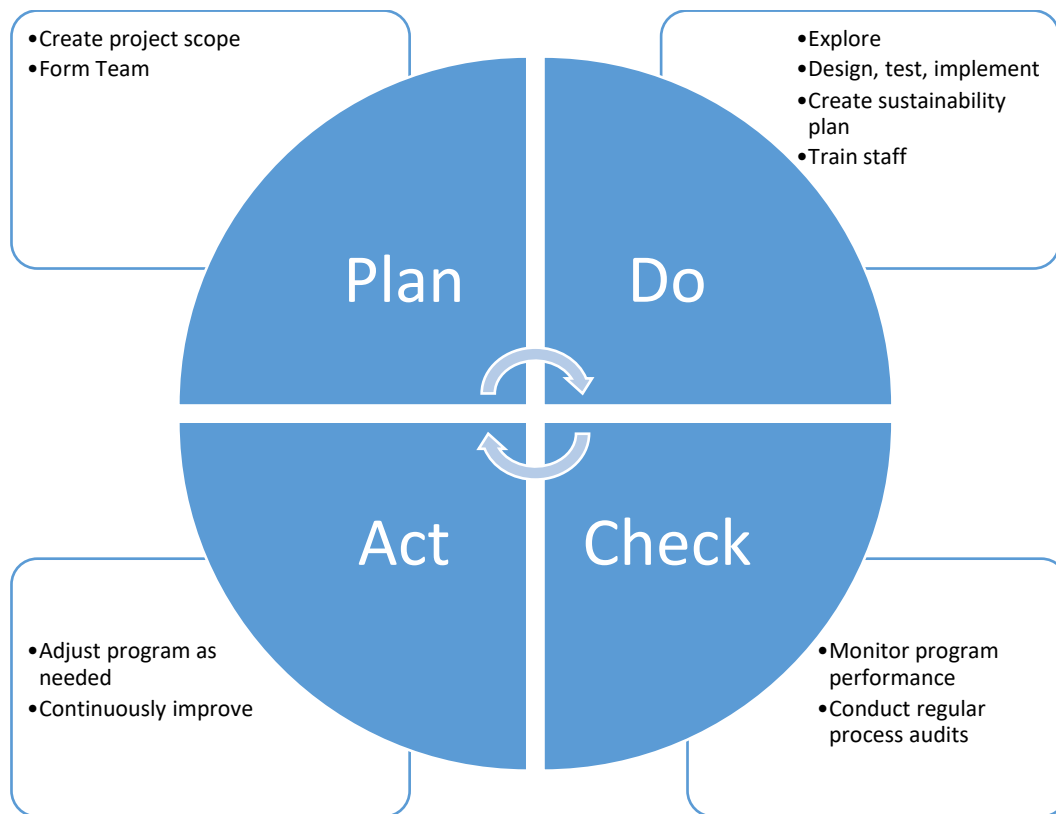 •Create project scope
•Form Team
•Explore
•Design, test, implement
•Create sustainability
plan
•Train staff
Plan
Do
Act
Check
•Adjust program as
needed
•Continuously improve
•Monitor program
performance
•Conduct regular
process audits